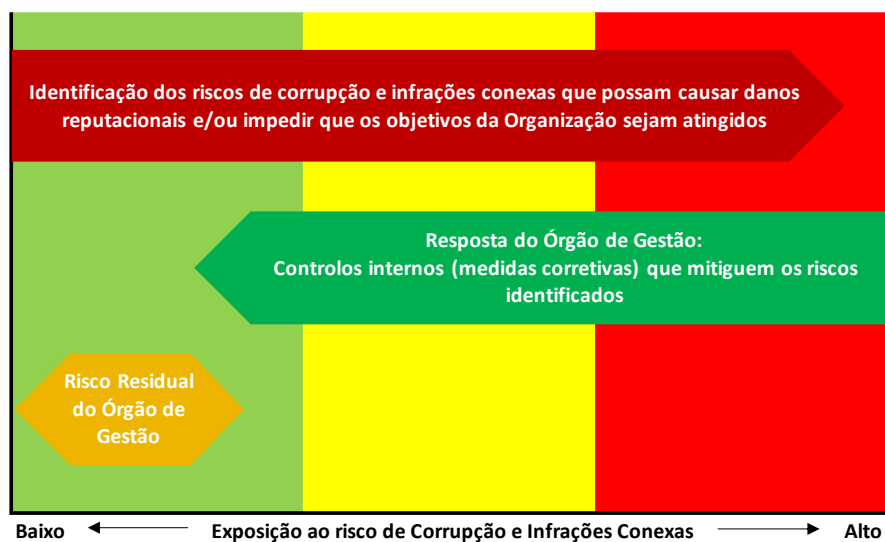 Identificação dos riscos de corrupção e infrações conexas que possam causar danos
reputacionais e/ou impedir que os objetivos da Organização sejam atingidos
Resposta do Órgão de Gestão:
Controlos internos (medidas corretivas) que mitiguem os riscos
identificados
Risco Residual
do Órgão de
Gestão
Baixo Exposição ao risco de Corrupção e Infrações Conexas Alto